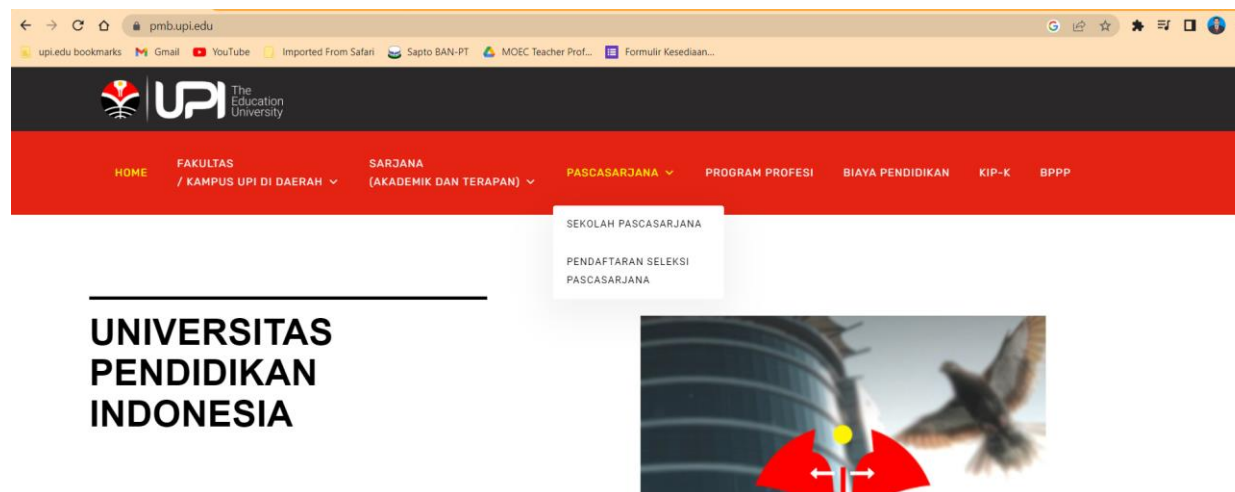 pmb.upi.edu
upi.edu bookmarks Gmail YouTube Imported From Safari Sapto BAN-PT MOEC Teacher Prof... Formulir Kesediaan...
UPI
The
Education
University
HOME
FAKULTAS
/ KAMPUS UPI DI DAERAH
SARJANA
(AKADEMIK DAN TERAPAN)
PASCASARJANA
PROGRAM PROFESI
BIAYA PENDIDIKAN
KIP-K
BPPP
SEKOLAH PASCASARJANA
PENDAFTARAN SELEKSI
PASCASARJANA
UNIVERSITAS
PENDIDIKAN
INDONESIA